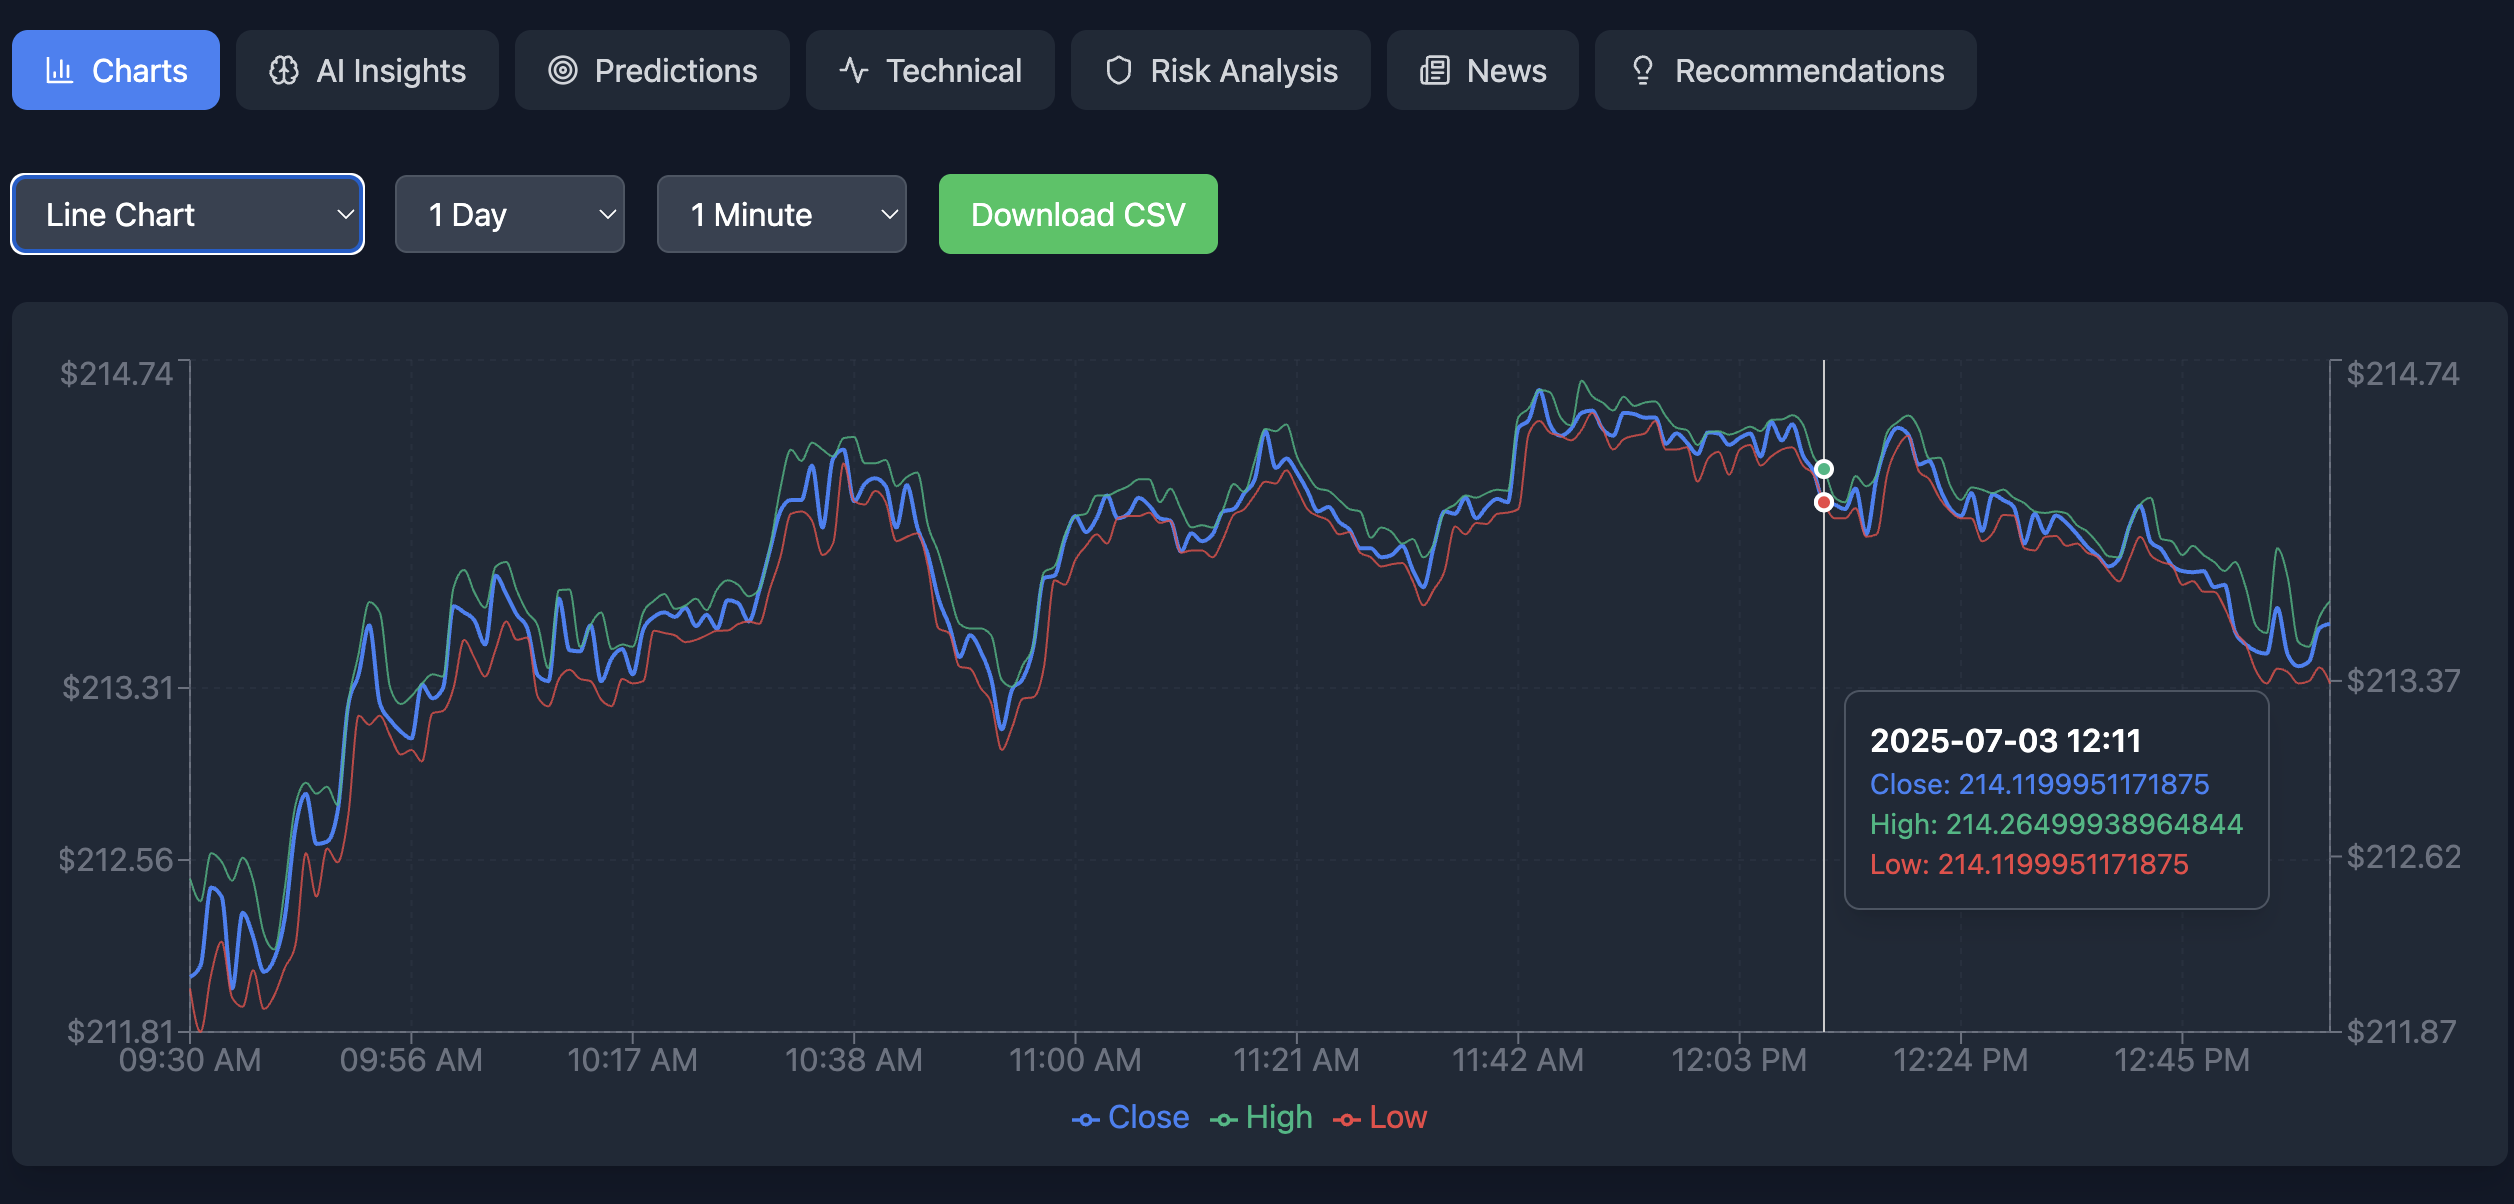 Charts
AI Insights
Predictions
Technical
Risk Analysis
News
Recommendations
Line Chart
1 Day
1 Minute
Download CSV
$214.74
$213.31
$212.56
$211.81
$214.74
$213.37
$212.62
$211.87
2025-07-03 12:11
Close: 214.1199951171875
High: 214.26499938964844
Low: 214.1199951171875
09:30 AM
09:56 AM
10:17 AM
10:38 AM
11:00 AM
11:21 AM
11:42 AM
12:03 PM
12:24 PM
12:45 PM
Close
High
Low